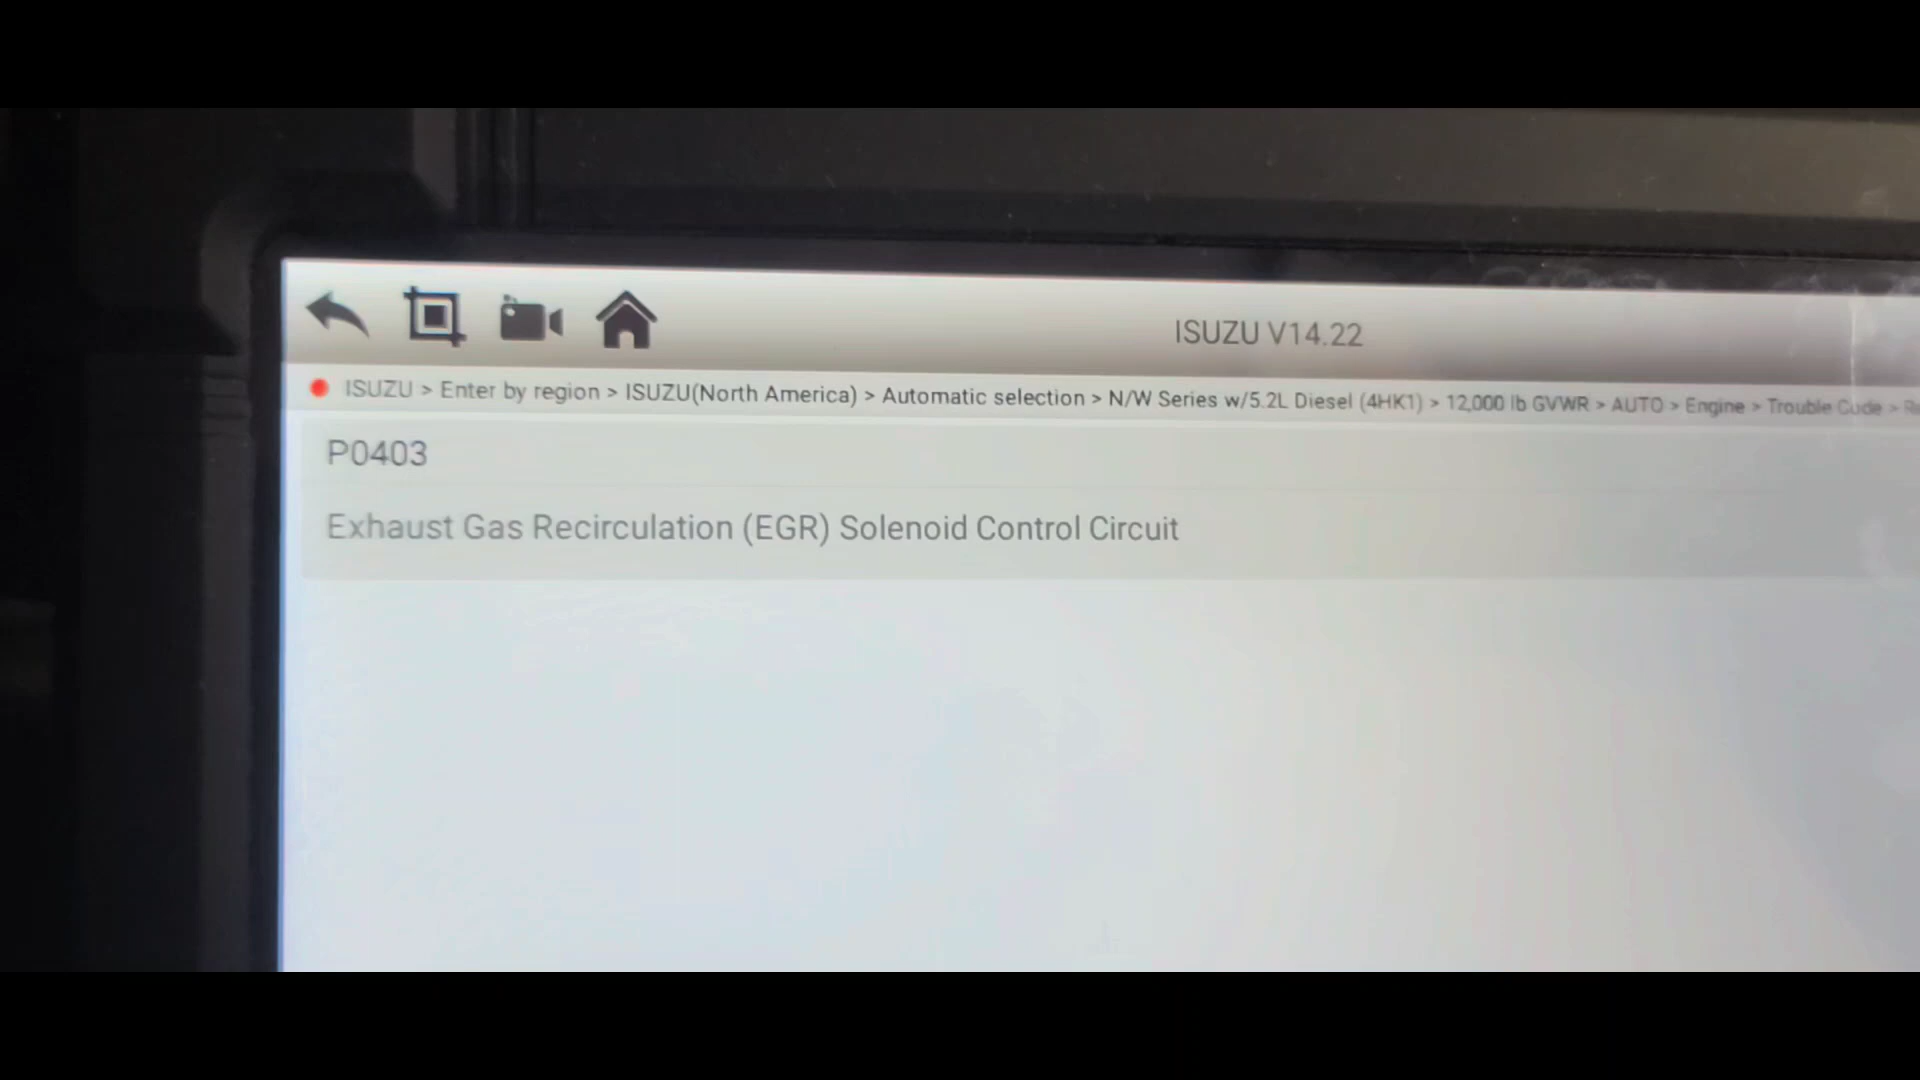 ISUZU V14.22
ISUZU > Enter by region > ISUZU(North America) > Automatic selection > N/W Series w/5.2L Diesel (4HK1) > 12,000 lb GVWR > AUTO > Engine > Trouble Code >
P0403
Exhaust Gas Recirculation (EGR) Solenoid Control Circuit